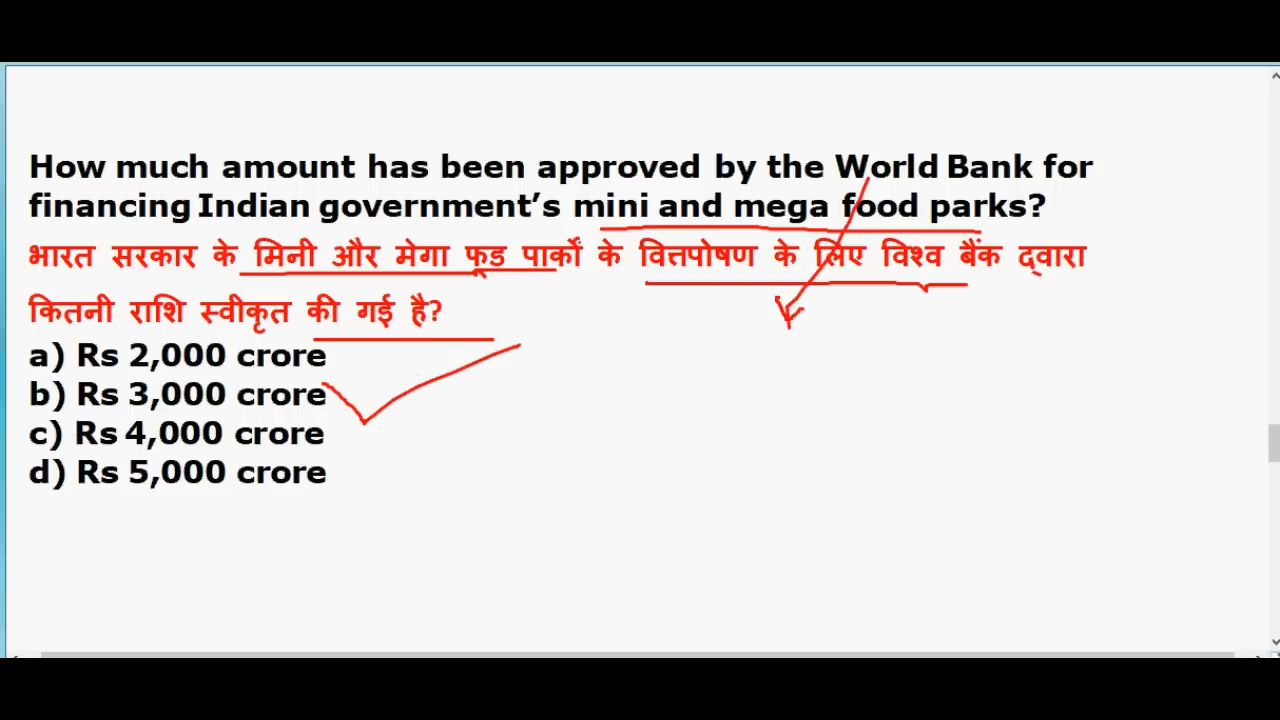 How much amount has been approved by the World Bank for
financing Indian government’s mini and mega food parks?
भारत सरकार के मिनी और मेगा फूड पार्कों के वित्तपोषण के लिए विश्व बैंक द्वारा
कितनी राशि स्वीकृत की गई है?
a) Rs 2,000 crore
b) Rs 3,000 crore
c) Rs 4,000 crore
d) Rs 5,000 crore